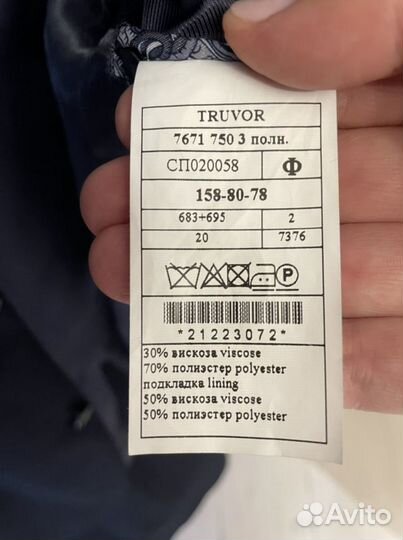 TRUVOR
7671 750 3 полн.
СП020058 Ф
158-80-78
683+695 2
20 7376
P
*21223072*
30% вискоза viscose
70% полиэстер polyester
подкладка lining
50% вискоза viscose
50% полиэстер polyester
Avito